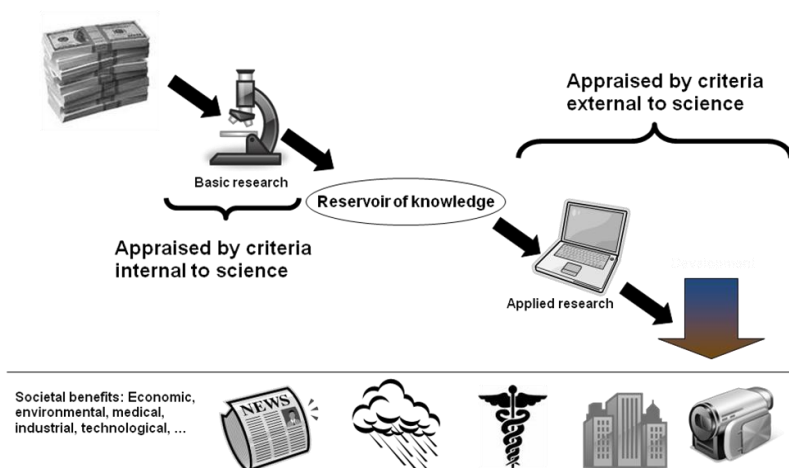 Appraised by criteria
external to science
Basic research
Reservoir of knowledge
Appraised by criteria
internal to science
Applied research
Societal benefits: Economic,
environmental, medical,
industrial, technological, ...
NEWS